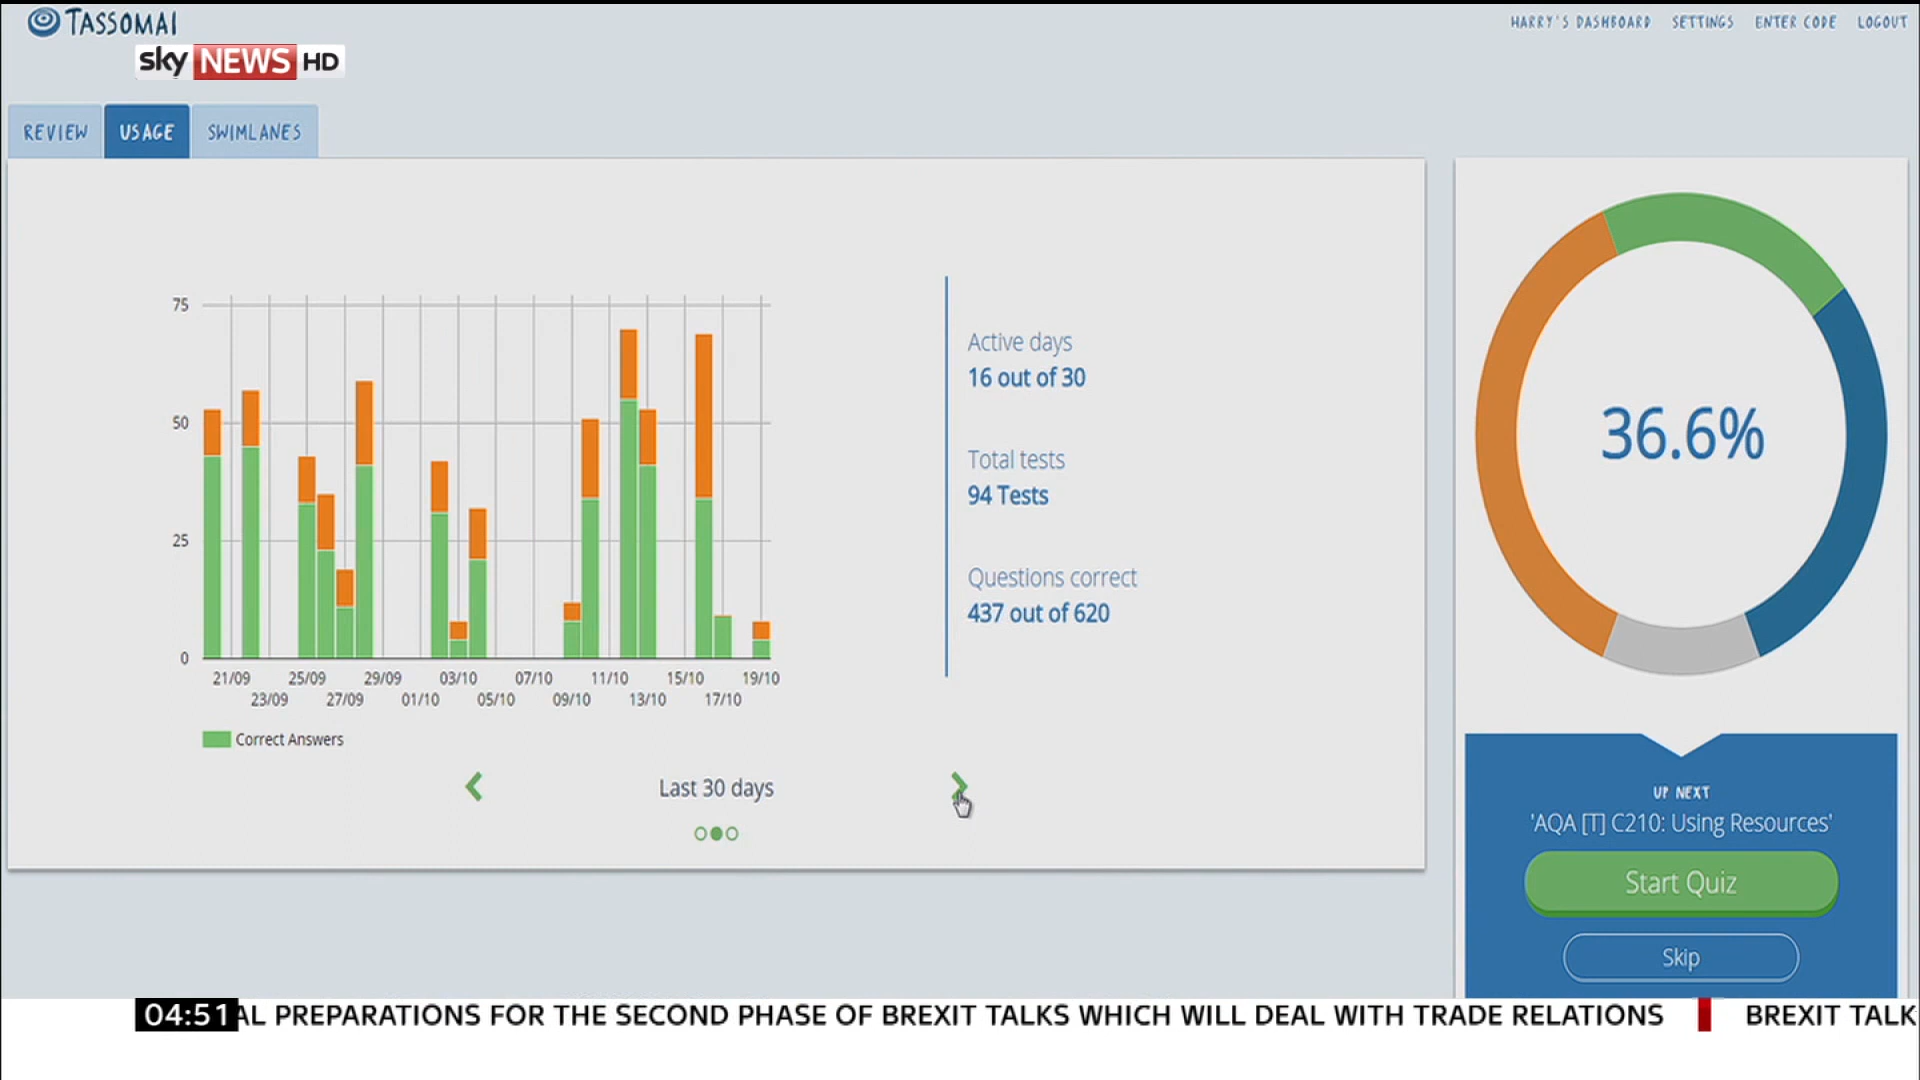 TASSOMAI
HARRY'S DASHBOARD SETTINGS ENTER CODE LOGOUT
sky NEWS HD
REVIEW USAGE SWIMLANES
75
50
25
0
21/09 25/09 29/09 03/10 07/10 11/10 15/10 19/10
23/09 27/09 01/10 05/10 09/10 13/10 17/10
Correct Answers
Last 30 days
Active days
16 out of 30
Total tests
94 Tests
Questions correct
437 out of 620
36.6%
UP NEXT
'AQA [T] C210: Using Resources'
Start Quiz
Skip
04:51 AL PREPARATIONS FOR THE SECOND PHASE OF BREXIT TALKS WHICH WILL DEAL WITH TRADE RELATIONS BREXIT TALK